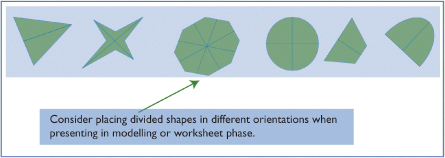 Consider placing divided shapes in different orientations when
presenting in modelling or worksheet phase.